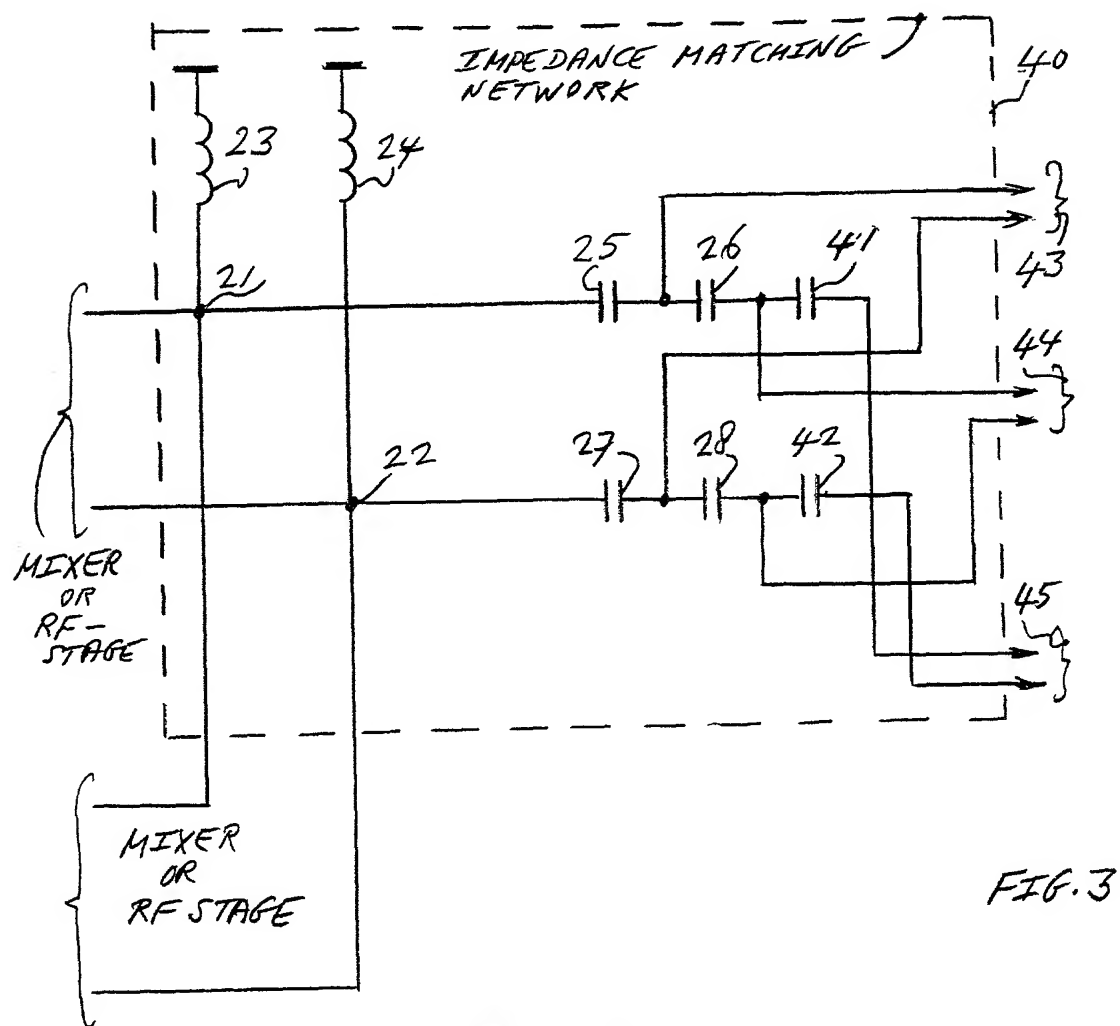 IMPEDANCE MATCHING
NETWORK
40
23
24
21
25
26
41
43
44
22
27
28
42
MIXER
OR
RF-
STAGE
45
MIXER
OR
RF STAGE
FIG. 3